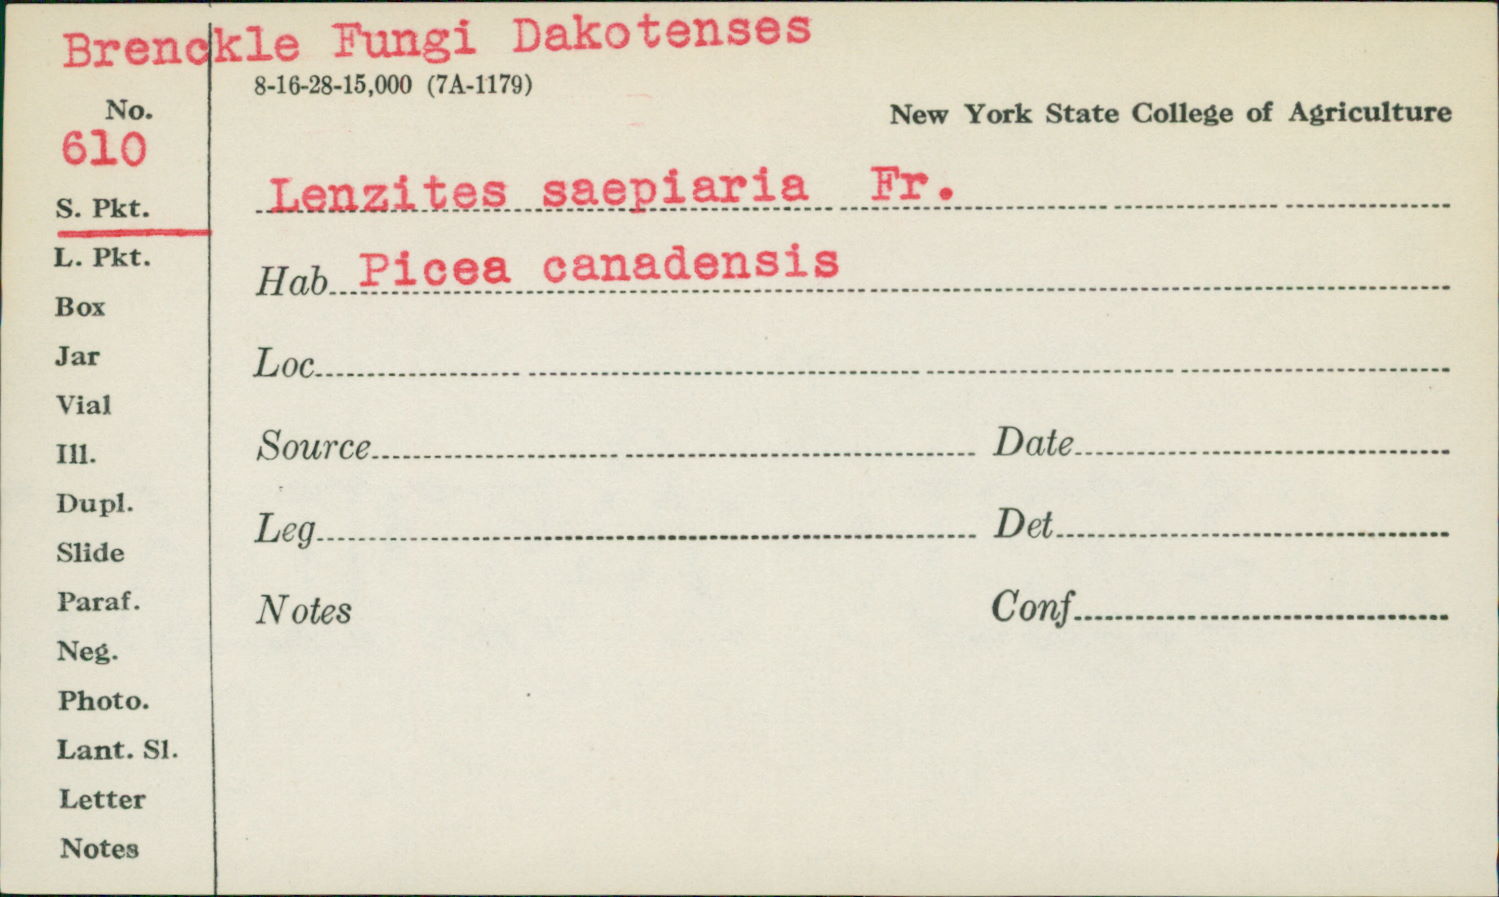 Brenckle Fungi Dakotenses
8-16-28-15,000 (7A-1179)
New York State College of Agriculture
No.
610
S. Pkt.
L. Pkt.
Box
Jar
Vial
Ill.
Dupl.
Slide
Paraf.
Neg.
Photo.
Lant. Sl.
Letter
Notes
Lenzites saepiaria Fr.
Hab Picea canadensis
Loc
Source Date
Leg Det
Notes Conf